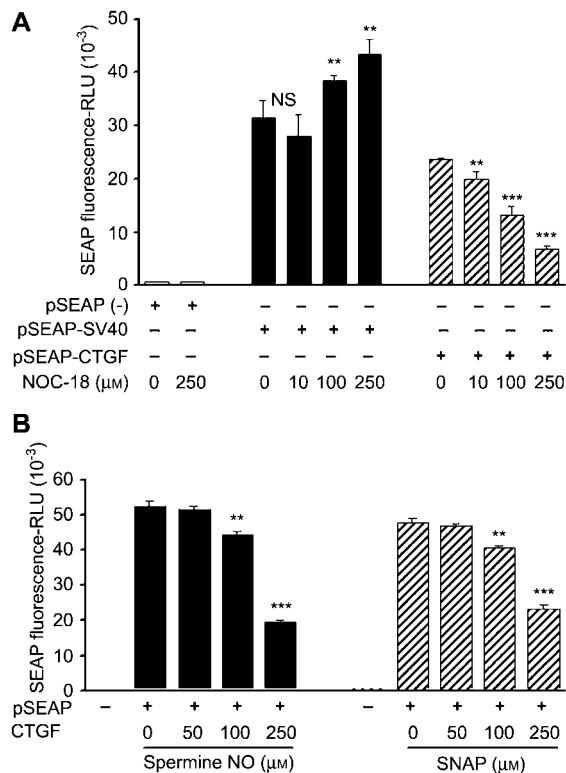 A
SEAP fluorescence-RLU (10-3)
50
40
30
20
10
0
NS ** **
** *** ***
pSEAP (-) + + – – – – – – – –
pSEAP-SV40 – – + + + + – – – –
pSEAP-CTGF – – – – – – + + + +
NOC-18 (μM) 0 250 0 10 100 250 0 10 100 250
B
SEAP fluorescence-RLU (10-3)
60
50
40
30
20
10
0
** ***
** ***
pSEAP – + + + + – + + + +
CTGF 0 50 100 250 0 50 100 250
Spermine NO (μM) SNAP (μM)